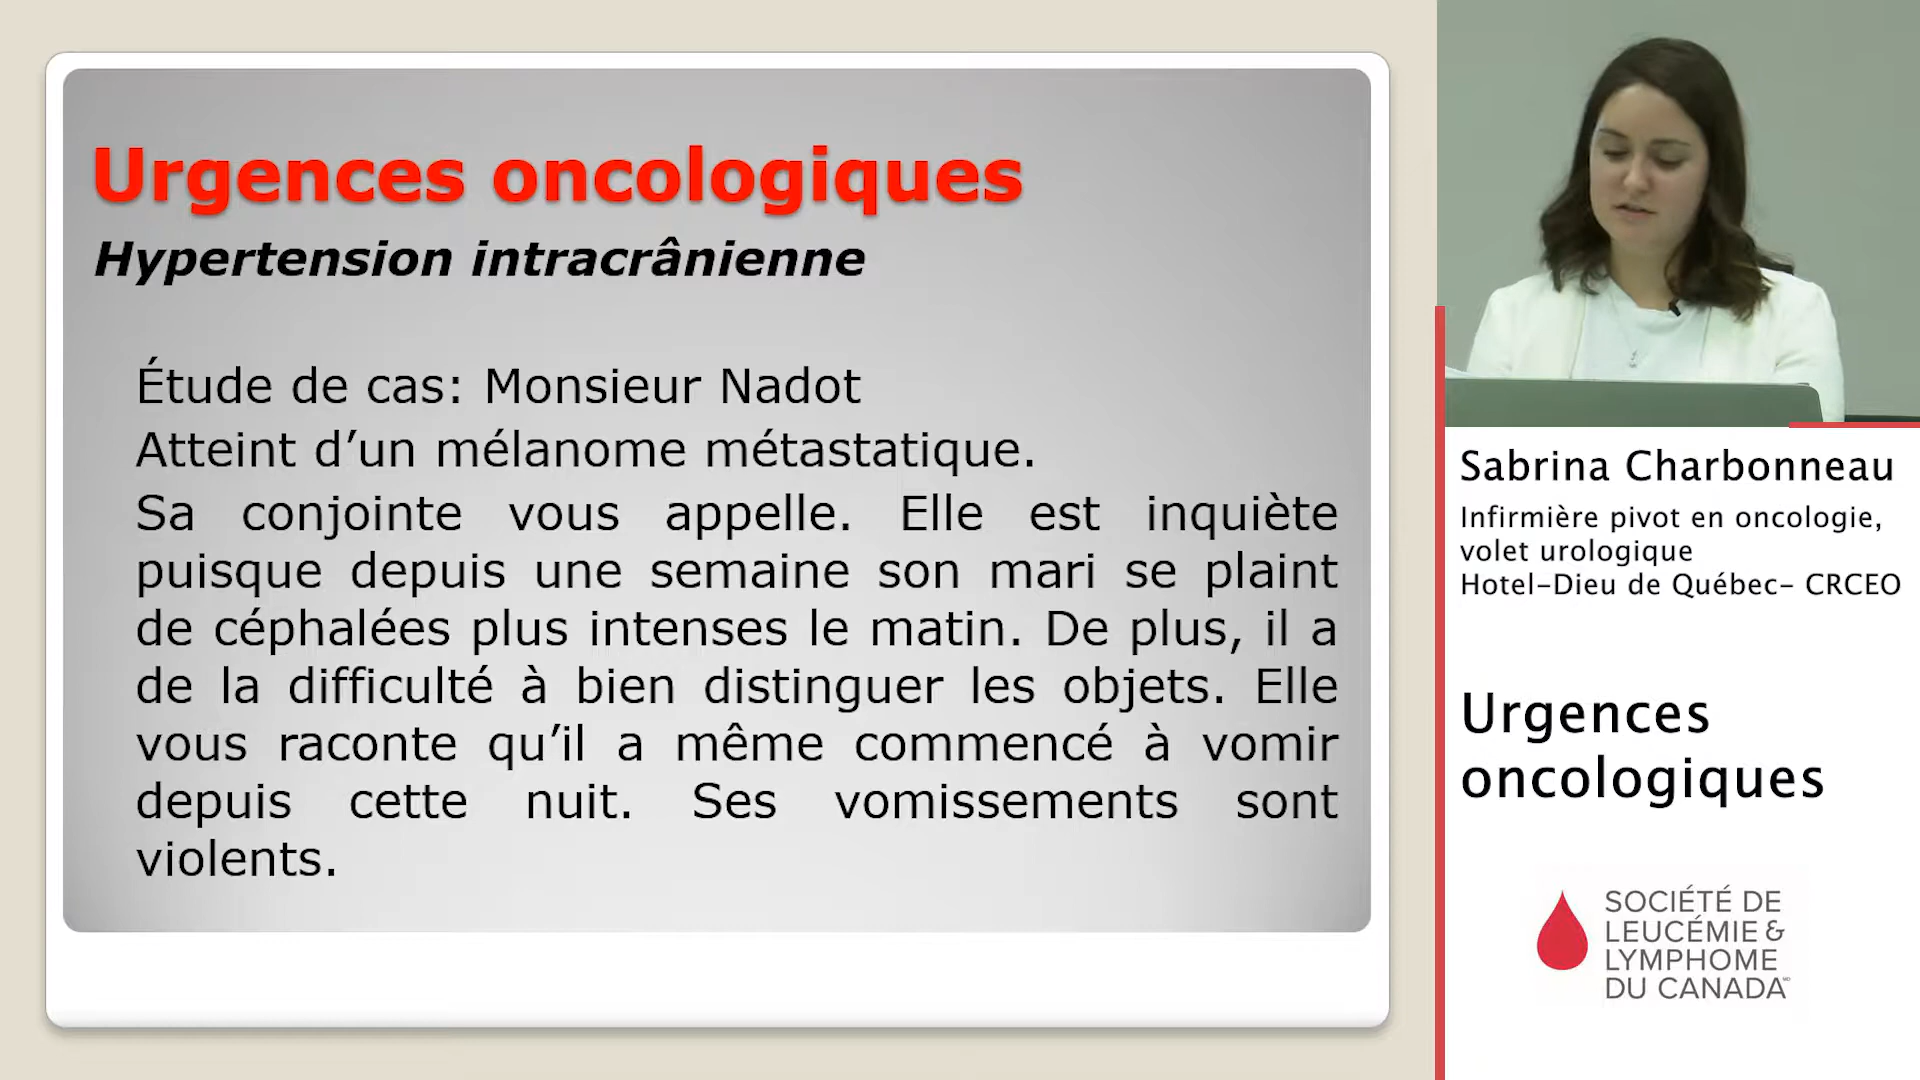 Urgences oncologiques
Hypertension intracrânienne
Étude de cas: Monsieur Nadot
Atteint d’un mélanome métastatique.
Sa conjointe vous appelle. Elle est inquiète
puisque depuis une semaine son mari se plaint
de céphalées plus intenses le matin. De plus, il a
de la difficulté à bien distinguer les objets. Elle
vous raconte qu’il a même commencé à vomir
depuis cette nuit. Ses vomissements sont
violents.
Sabrina Charbonneau
Infirmière pivot en oncologie,
volet urologique
Hotel-Dieu de Québec- CRCEO
Urgences
oncologiques
SOCIÉTÉ DE
LEUCÉMIE &
LYMPHOME
DU CANADA